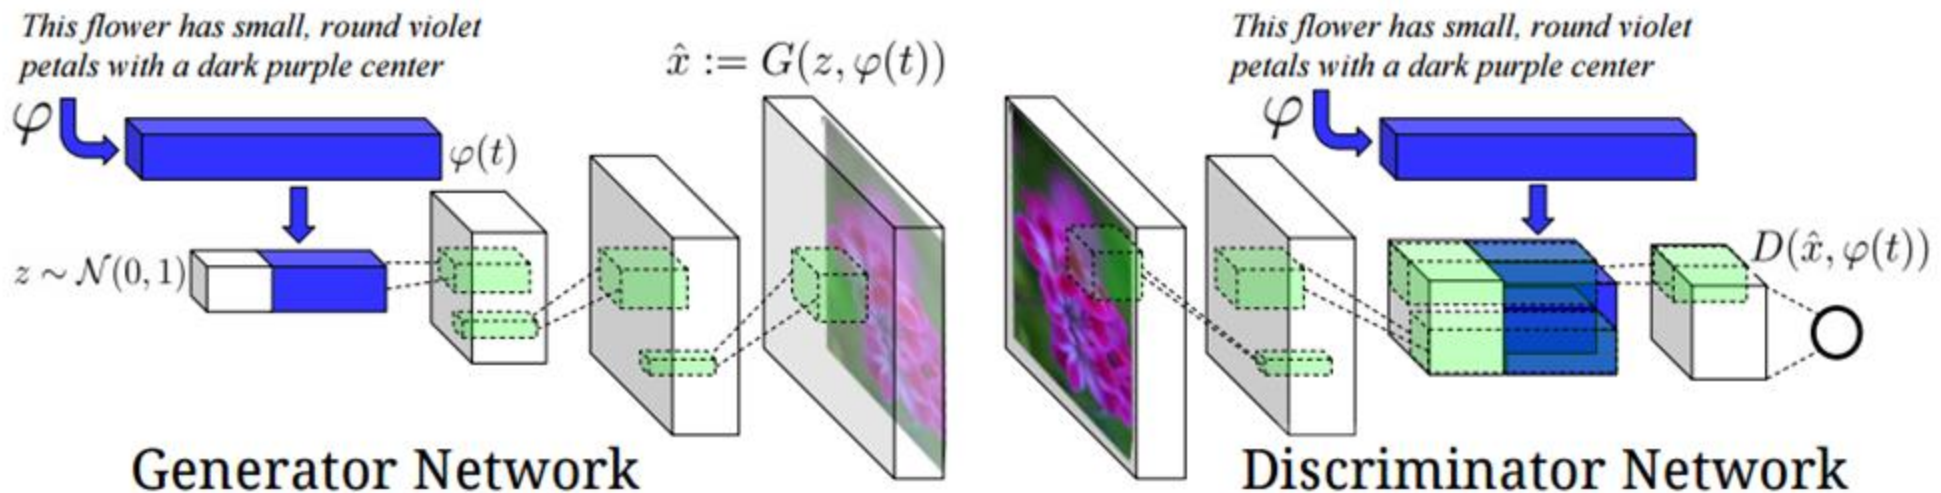 This flower has small, round violet
petals with a dark purple center
φ
φ(t)
z ∼ 𝒩(0, 1)
x̂ := G(z, φ(t))
Generator Network
This flower has small, round violet
petals with a dark purple center
φ
D(x̂, φ(t))
Discriminator Network